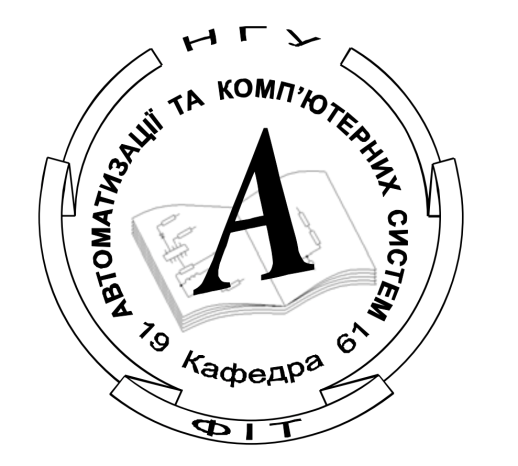 НГУ
АВТОМАТИЗАЦІЇ ТА КОМП'ЮТЕРНИХ СИСТЕМ
А
19 Кафедра 61
ФІТ